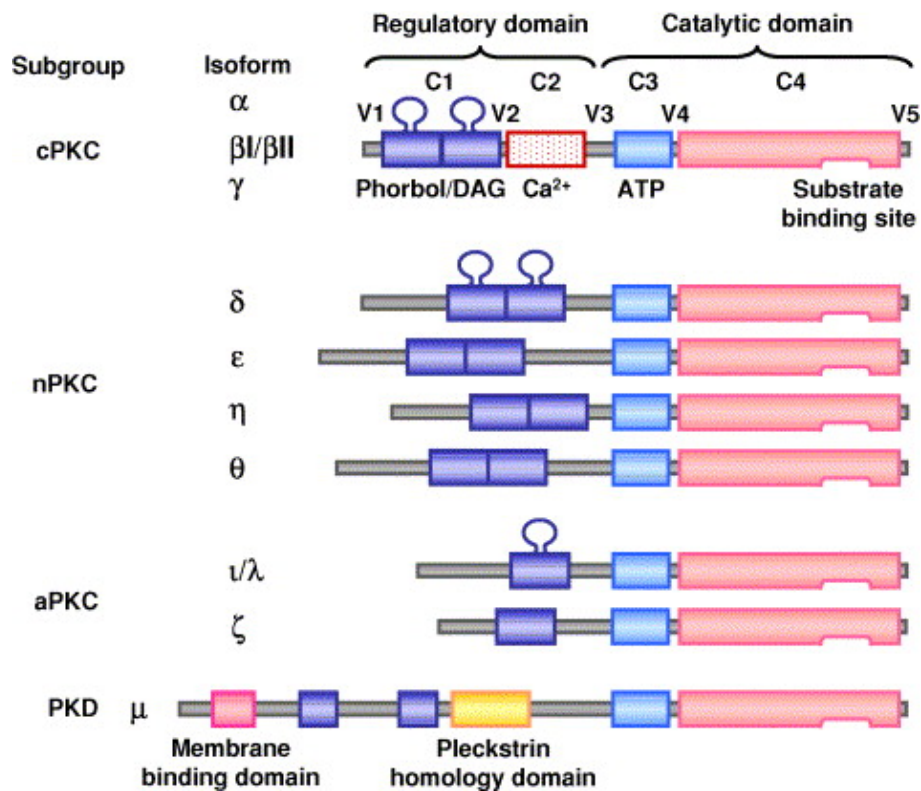 Regulatory domain Catalytic domain
Subgroup Isoform C1 C2 C3 C4
α V1 V2 V3 V4 V5
cPKC βI/βII
γ Phorbol/DAG Ca²⁺ ATP Substrate
binding site
δ
ε
nPKC
η
θ
ι/λ
aPKC
ζ
PKD μ
Membrane Pleckstrin
binding domain homology domain